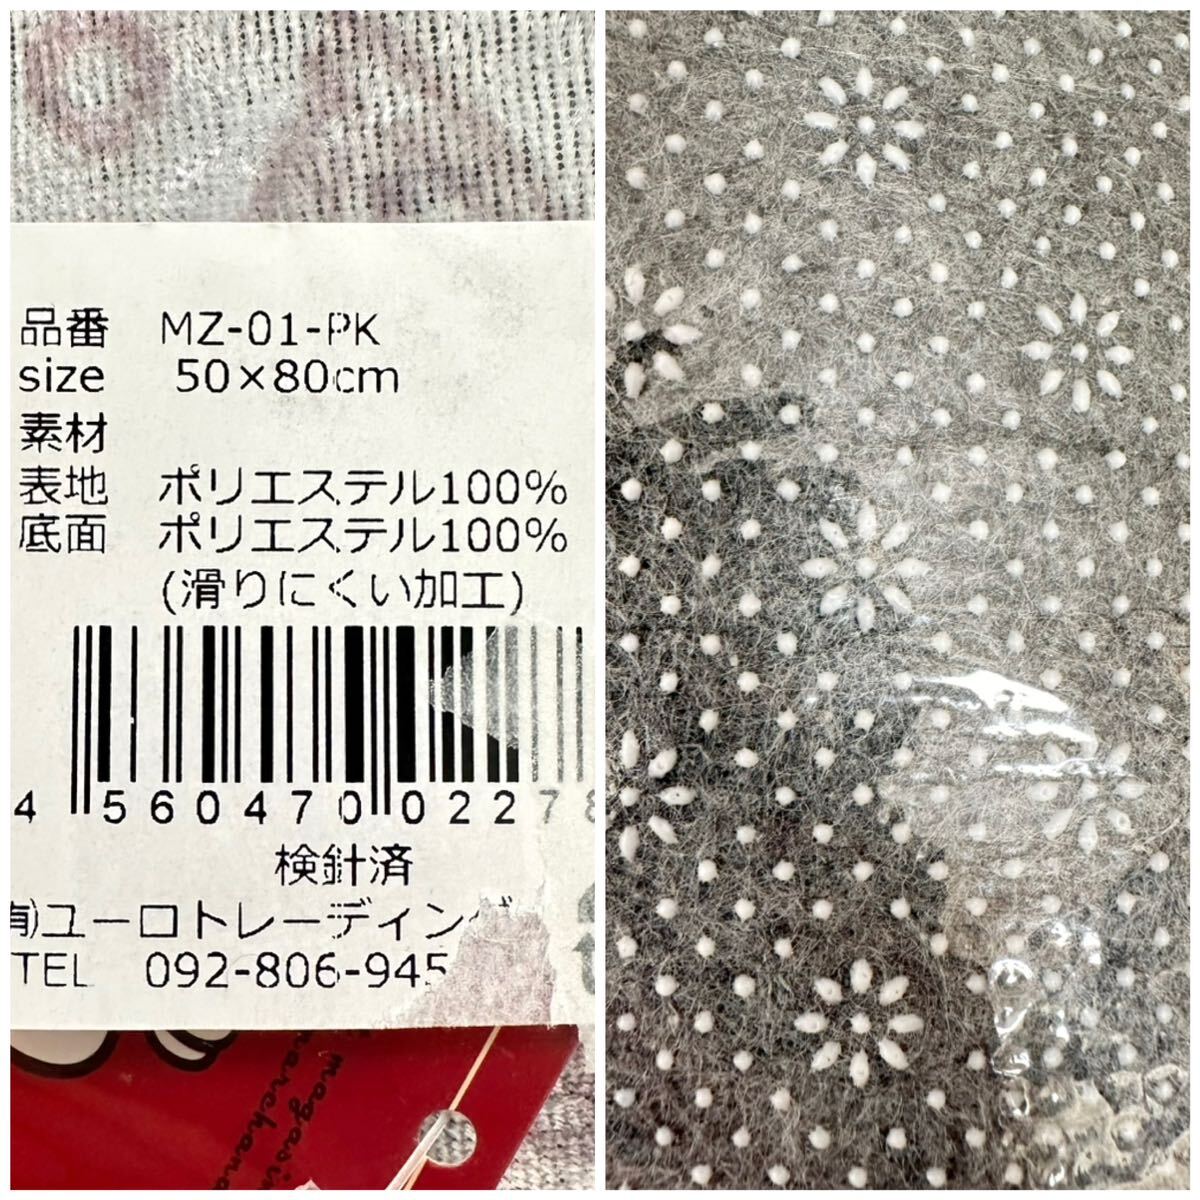 品番 MZ-01-PK
size 50×80cm
素材
表地 ポリエステル100%
底面 ポリエステル100%
(滑りにくい加工)
4 560470 02278
検針済
有)ユーロトレーディング
TEL 092-806-945
magasin